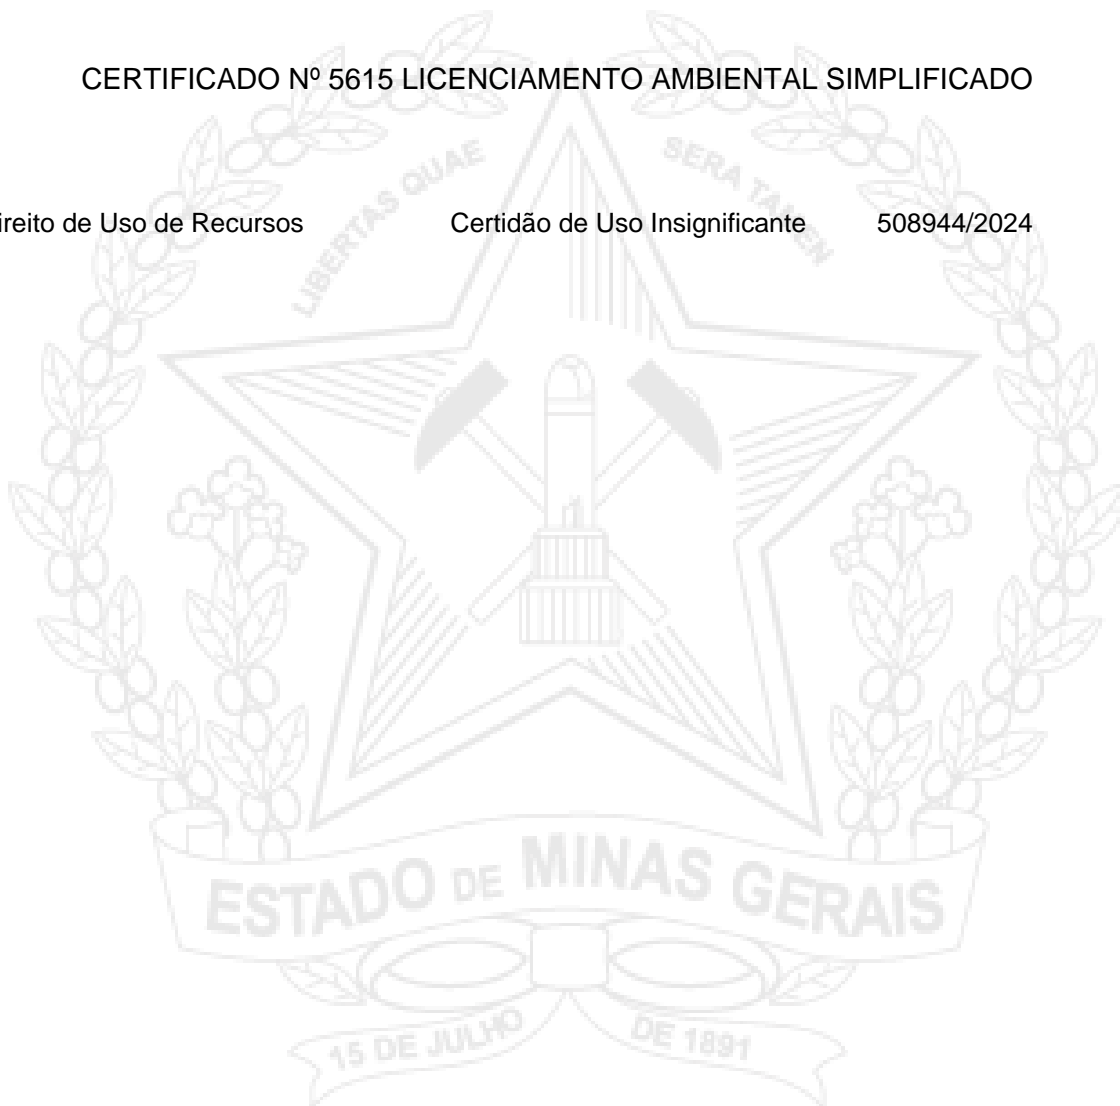 CERTIFICADO Nº 5615 LICENCIAMENTO AMBIENTAL SIMPLIFICADO
LIBERTAS QUAE SERA TAMEN
ireito de Uso de Recursos Certidão de Uso Insignificante 508944/2024
ESTADO DE MINAS GERAIS
15 DE JULHO DE 1891